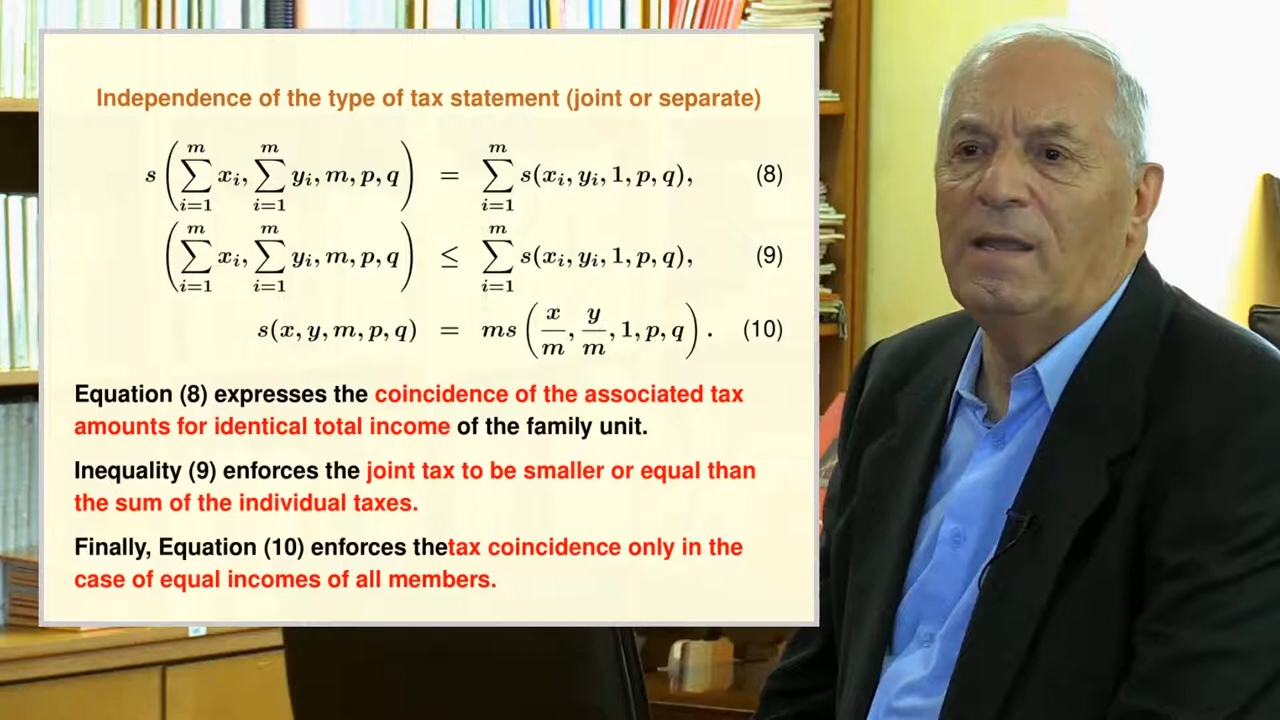 Independence of the type of tax statement (joint or separate)
s(∑_{i=1}^{m} x_i, ∑_{i=1}^{m} y_i, m, p, q) = ∑_{i=1}^{m} s(x_i, y_i, 1, p, q), (8)
(∑_{i=1}^{m} x_i, ∑_{i=1}^{m} y_i, m, p, q) ≤ ∑_{i=1}^{m} s(x_i, y_i, 1, p, q), (9)
s(x, y, m, p, q) = ms(x/m, y/m, 1, p, q). (10)
Equation (8) expresses the coincidence of the associated tax
amounts for identical total income of the family unit.
Inequality (9) enforces the joint tax to be smaller or equal than
the sum of the individual taxes.
Finally, Equation (10) enforces thetax coincidence only in the
case of equal incomes of all members.